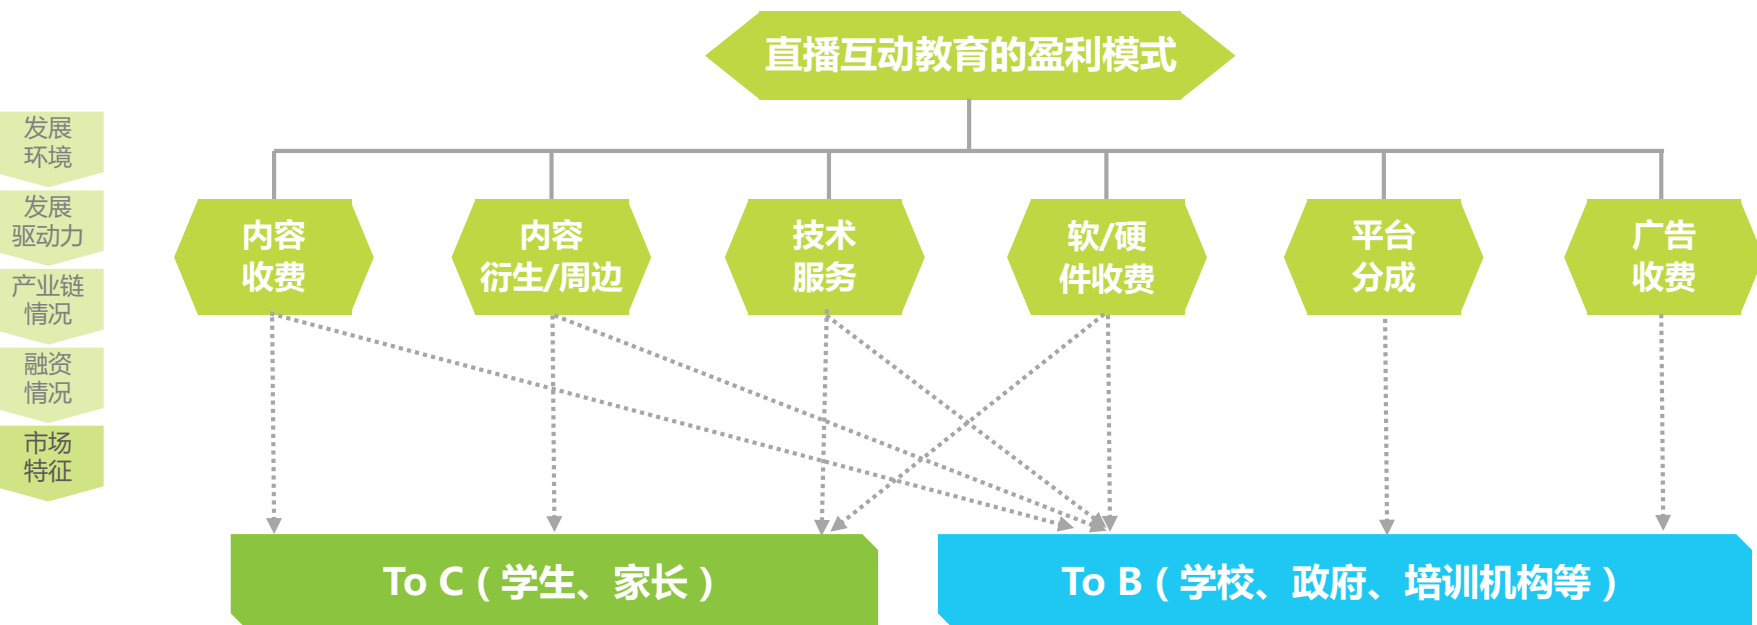 直播互动教育的盈利模式
发展
环境
发展
驱动力
产业链
情况
融资
情况
市场
特征
内容
收费
内容
衍生/周边
技术
服务
软/硬
件收费
平台
分成
广告
收费
To C（学生、家长）
To B（学校、政府、培训机构等）